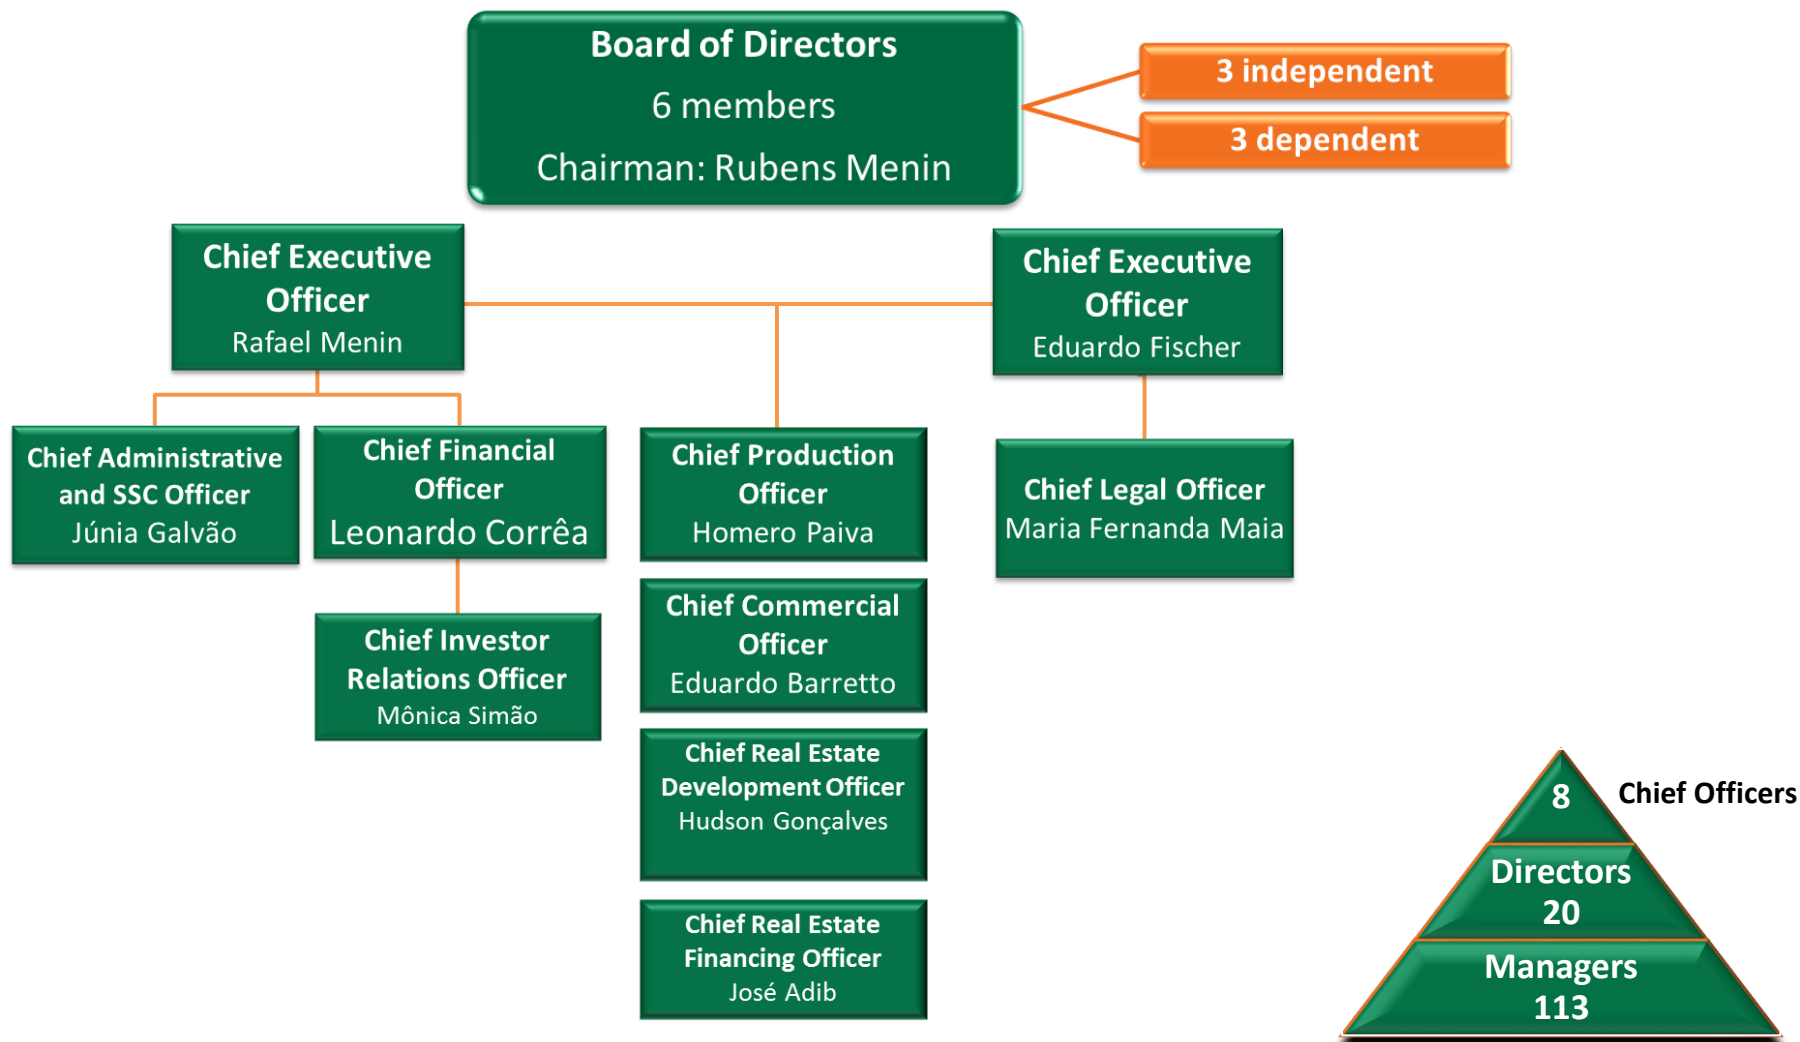 Board of Directors
6 members
Chairman: Rubens Menin
3 independent
3 dependent
Chief Executive
Officer
Rafael Menin
Chief Executive
Officer
Eduardo Fischer
Chief Administrative
and SSC Officer
Júnia Galvão
Chief Financial
Officer
Leonardo Corrêa
Chief Production
Officer
Homero Paiva
Chief Legal Officer
Maria Fernanda Maia
Chief Investor
Relations Officer
Mônica Simão
Chief Commercial
Officer
Eduardo Barretto
Chief Real Estate
Development Officer
Hudson Gonçalves
Chief Real Estate
Financing Officer
José Adib
8
Chief Officers
Directors
20
Managers
113